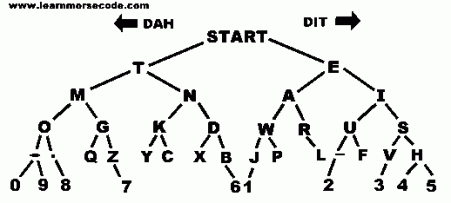 www.learnmorsecode.com
DAH DIT
START
T E
M N A I
O G K D W R U S
Q Z Y C X B J P L F V H
0 9 8 7 6 1 2 3 4 5